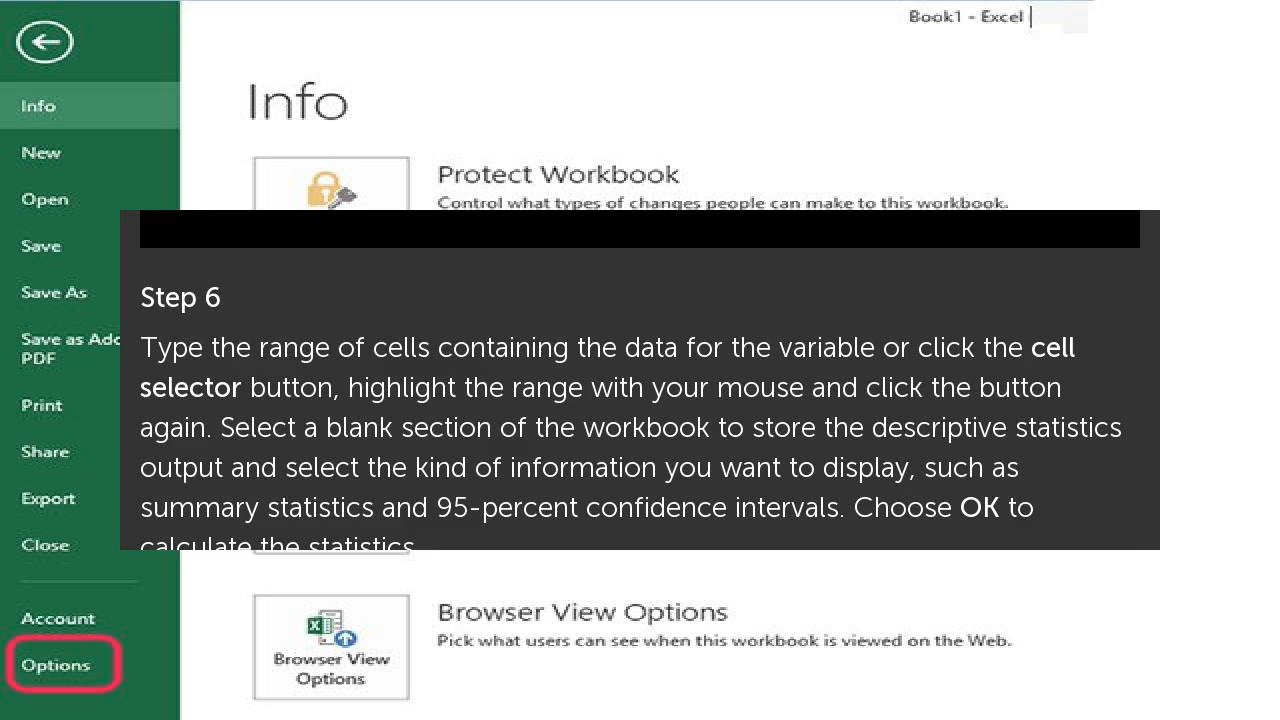 Book1 - Excel
Info
New
Open
Save
Save As
Save as Ado
PDF
Print
Share
Export
Close
Account
Options
Info
Protect Workbook
Control what types of changes people can make to this workbook.
Step 6
Type the range of cells containing the data for the variable or click the cell
selector button, highlight the range with your mouse and click the button
again. Select a blank section of the workbook to store the descriptive statistics
output and select the kind of information you want to display, such as
summary statistics and 95-percent confidence intervals. Choose OK to
calculate the statistics
Browser View
Options
Browser View Options
Pick what users can see when this workbook is viewed on the Web.